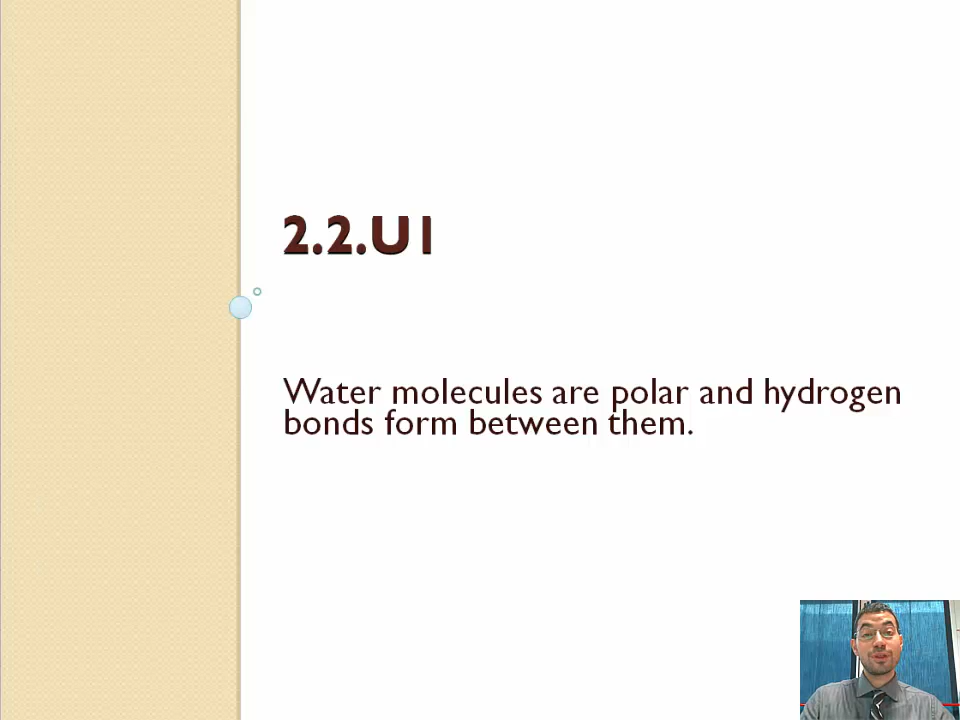 2.2.U1
Water molecules are polar and hydrogen
bonds form between them.